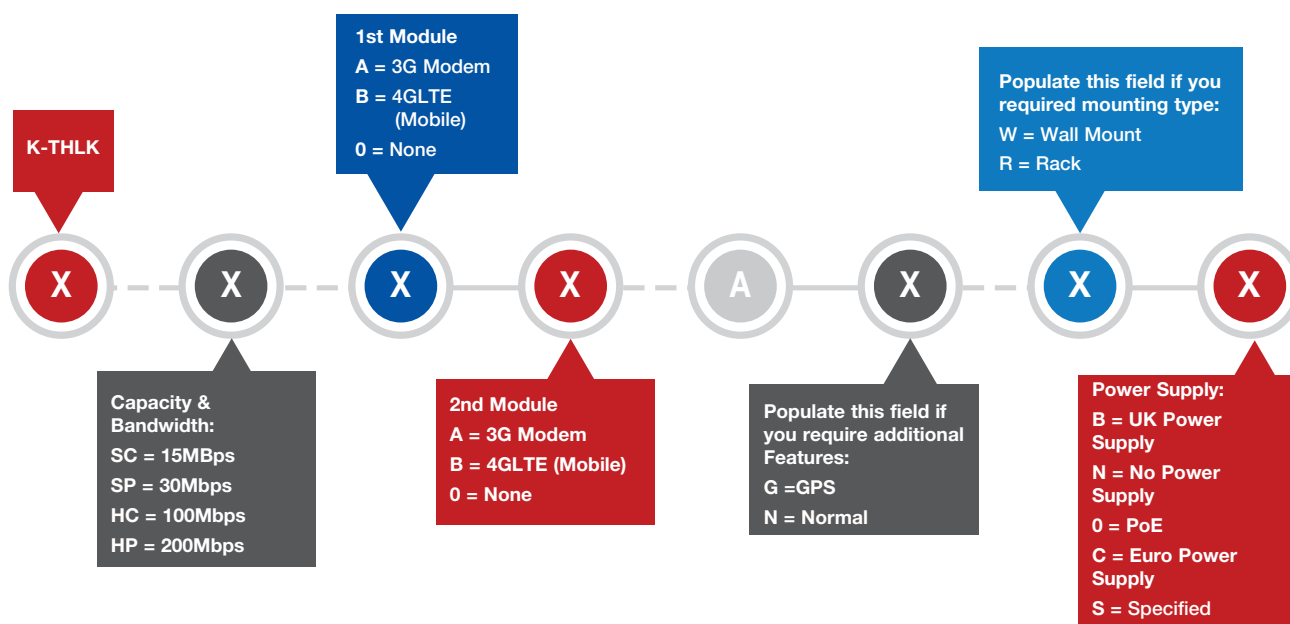 K-THLK
1st Module
A = 3G Modem
B = 4GLTE
(Mobile)
0 = None
Populate this field if you
required mounting type:
W = Wall Mount
R = Rack
X
X
X
X
A
X
X
X
Capacity &
Bandwidth:
SC = 15MBps
SP = 30Mbps
HC = 100Mbps
HP = 200Mbps
2nd Module
A = 3G Modem
B = 4GLTE (Mobile)
0 = None
Populate this field if
you require additional
Features:
G =GPS
N = Normal
Power Supply:
B = UK Power
Supply
N = No Power
Supply
0 = PoE
C = Euro Power
Supply
S = Specified